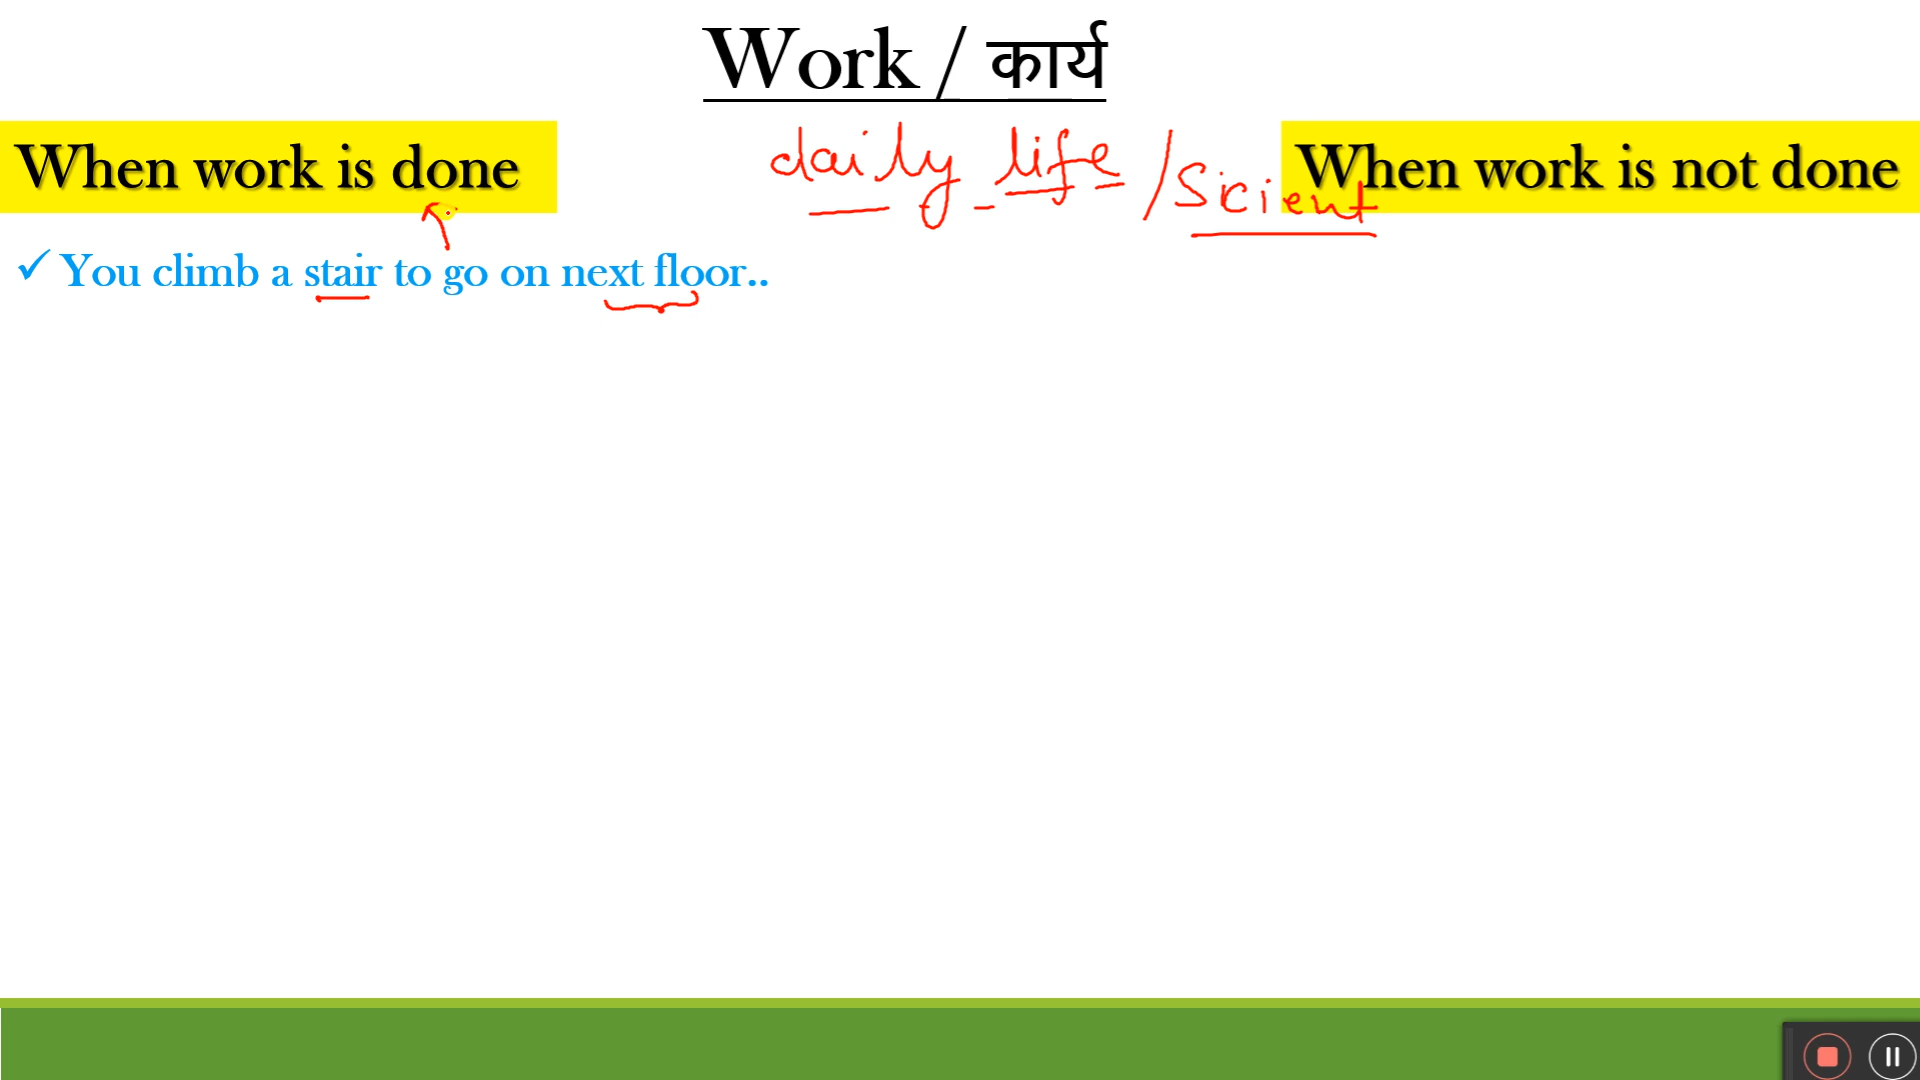 Work / कार्य
When work is done
daily life / Scient
When work is not done
✓ You climb a stair to go on next floor..